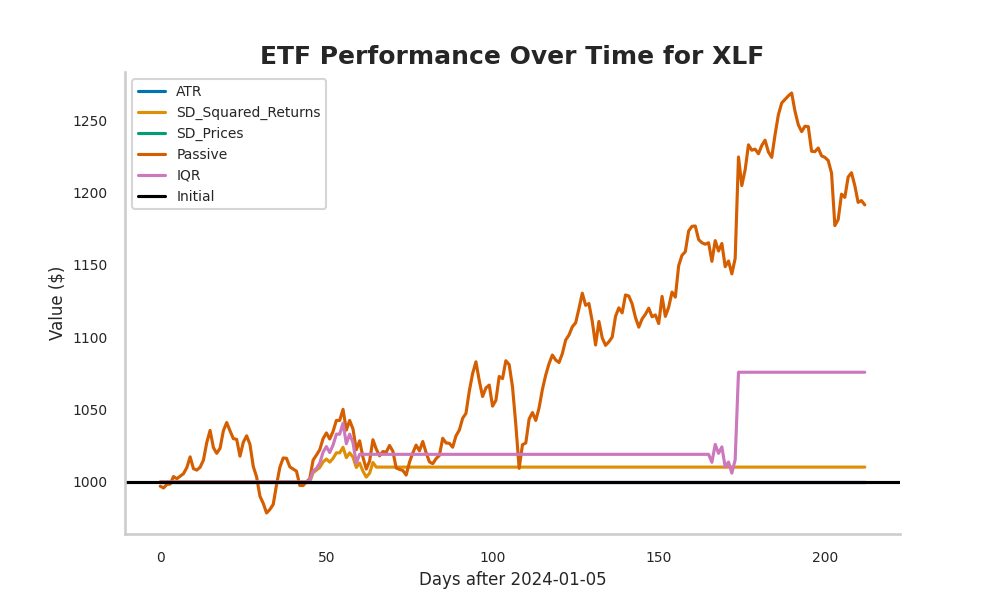 ETF Performance Over Time for XLF
ATR
SD_Squared_Returns
SD_Prices
Passive
IQR
Initial
Value ($)
1250
1200
1150
1100
1050
1000
0 50 100 150 200
Days after 2024-01-05